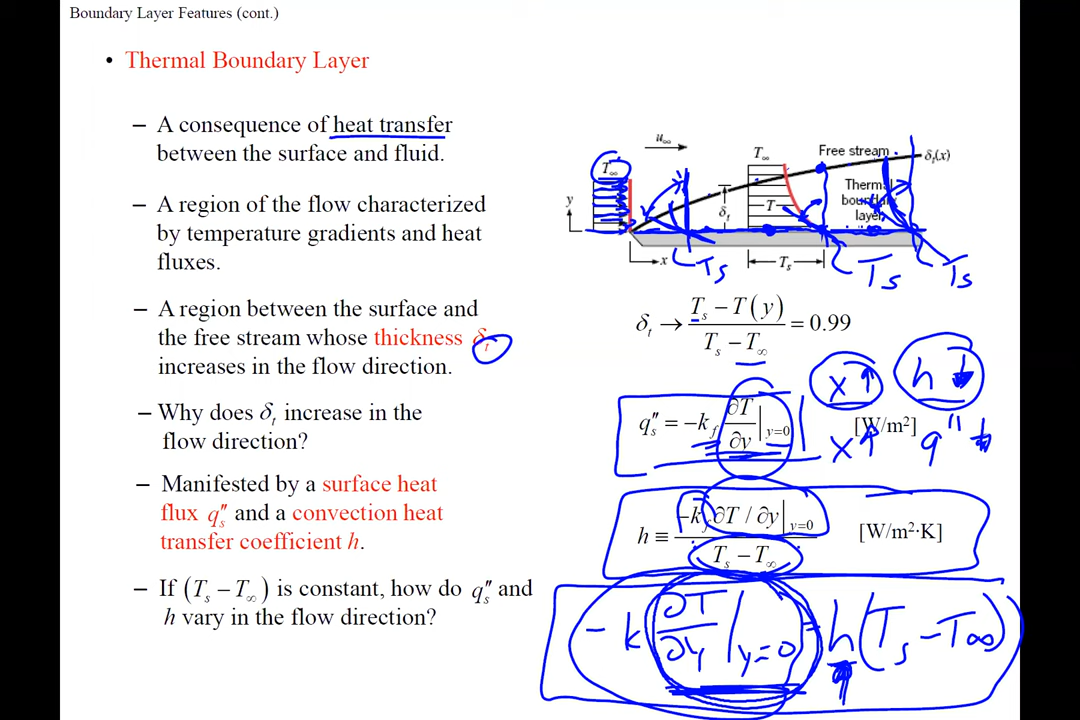 Boundary Layer Features (cont.)
• Thermal Boundary Layer
– A consequence of heat transfer
between the surface and fluid.
– A region of the flow characterized
by temperature gradients and heat
fluxes.
– A region between the surface and
the free stream whose thickness δt
increases in the flow direction.
– Why does δt increase in the
flow direction?
– Manifested by a surface heat
flux q″s and a convection heat
transfer coefficient h.
– If (Ts − T∞) is constant, how do q″s and
h vary in the flow direction?
u∞
T∞ T∞ Free stream δt(x)
y
δt T
layer
x Ts
Ts Ts Ts
δt → Ts − T(y) / Ts − T∞ = 0.99
x↑ h↓
q″s = −kf ∂T/∂y|y=0 [W/m²]
x↑ q″↓
h ≡ −kf ∂T/∂y|y=0 / Ts − T∞ [W/m²·K]
−k ∂T/∂y|y=0 = h(Ts − T∞)